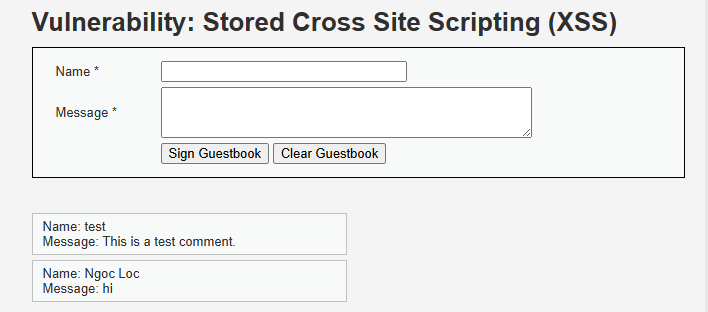 Vulnerability: Stored Cross Site Scripting (XSS)
Name *
Message *
Sign Guestbook Clear Guestbook
Name: test
Message: This is a test comment.
Name: Ngoc Loc
Message: hi